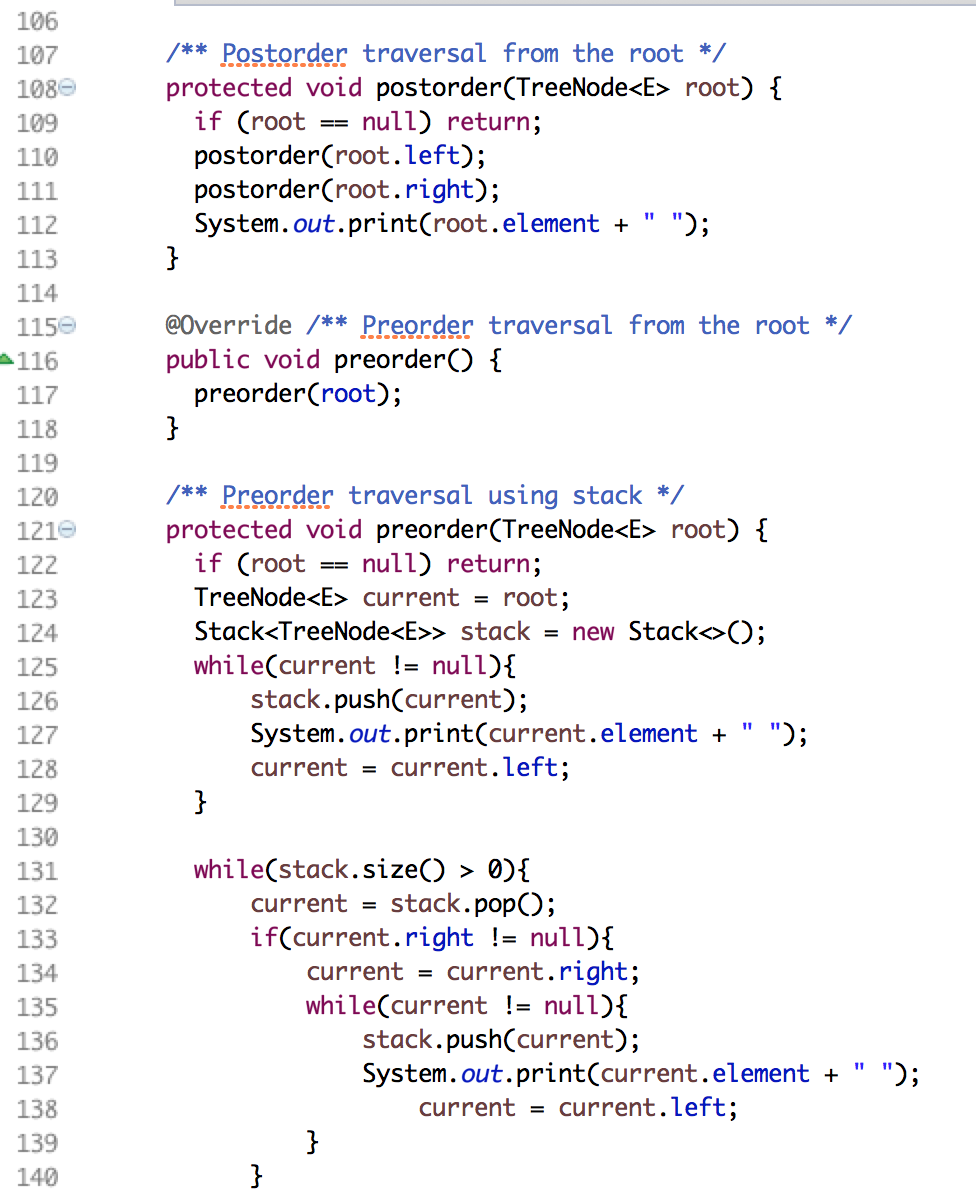 106
107 /** Postorder traversal from the root */
108 protected void postorder(TreeNode<E> root) {
109 if (root == null) return;
110 postorder(root.left);
111 postorder(root.right);
112 System.out.print(root.element + " ");
113 }
114
115 @Override /** Preorder traversal from the root */
116 public void preorder() {
117 preorder(root);
118 }
119
120 /** Preorder traversal using stack */
121 protected void preorder(TreeNode<E> root) {
122 if (root == null) return;
123 TreeNode<E> current = root;
124 Stack<TreeNode<E>> stack = new Stack<>();
125 while(current != null){
126 stack.push(current);
127 System.out.print(current.element + " ");
128 current = current.left;
129 }
130
131 while(stack.size() > 0){
132 current = stack.pop();
133 if(current.right != null){
134 current = current.right;
135 while(current != null){
136 stack.push(current);
137 System.out.print(current.element + " ");
138 current = current.left;
139 }
140 }